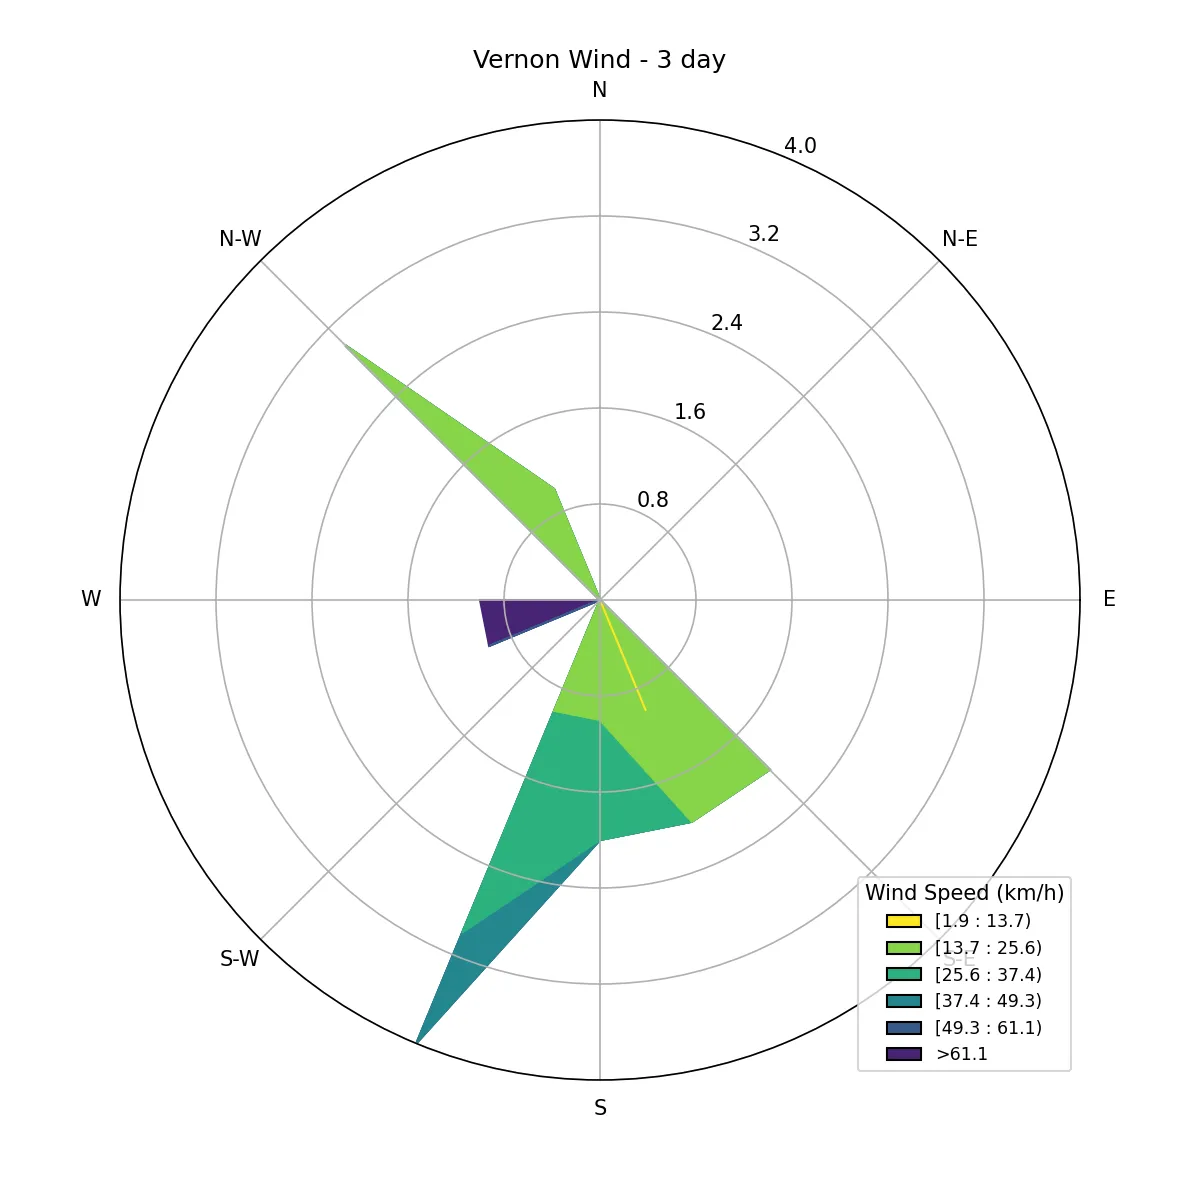 Vernon Wind - 3 day
N
4.0
N-W
3.2
N-E
2.4
1.6
0.8
W
E
S-W
S-E
S
Wind Speed (km/h)
[1.9 : 13.7)
[13.7 : 25.6)
[25.6 : 37.4)
[37.4 : 49.3)
[49.3 : 61.1)
>61.1